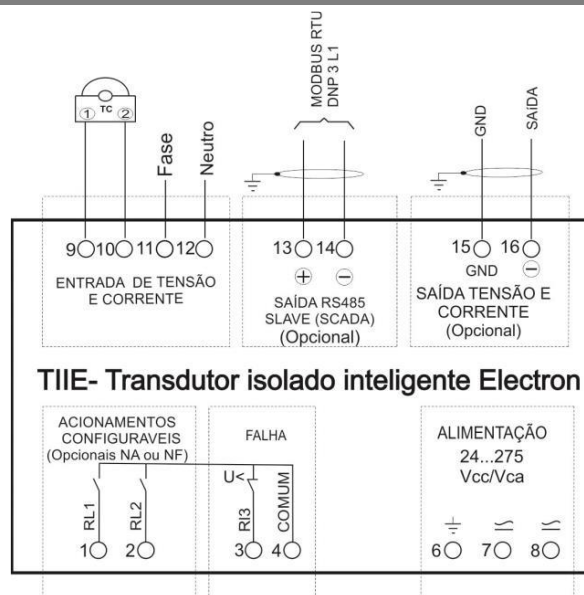 MODBUS RTU
DNP 3 L1
GND
SAÍDA
1 TC 2
Fase
Neutro
9 10 11 12
13 14
15 16
+ −
GND −
ENTRADA DE TENSÃO
E CORRENTE
SAÍDA RS485
SLAVE (SCADA)
(Opcional)
SAÍDA TENSÃO E
CORRENTE
(Opcional)
TIIE- Transdutor isolado inteligente Electron
ACIONAMENTOS
CONFIGURAVEIS
(Opcionais NA ou NF)
RL1
RL2
1 2
FALHA
U<
RI3
COMUM
3 4
ALIMENTAÇÃO
24...275
Vcc/Vca
6 7 8